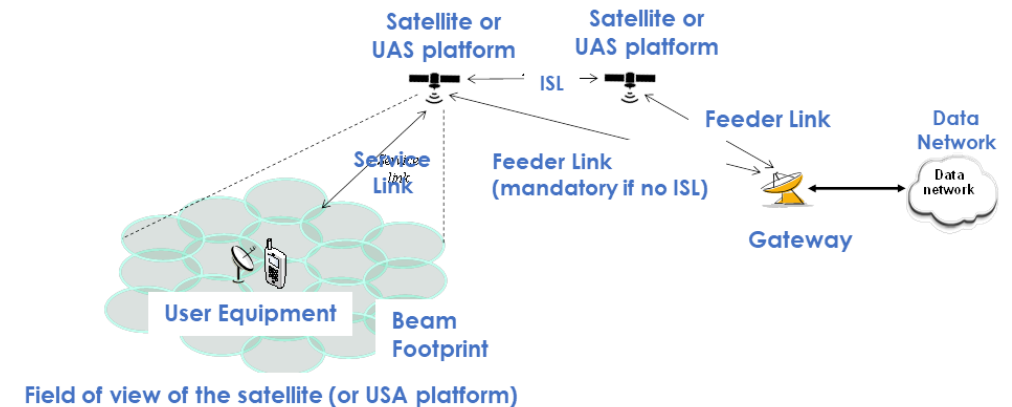 Satellite or
UAS platform
Satellite or
UAS platform
ISL
Feeder Link
Data
Network
Data
network
Service
Link
link
Feeder Link
(mandatory if no ISL)
Gateway
User Equipment
Beam
Footprint
Field of view of the satellite (or USA platform)